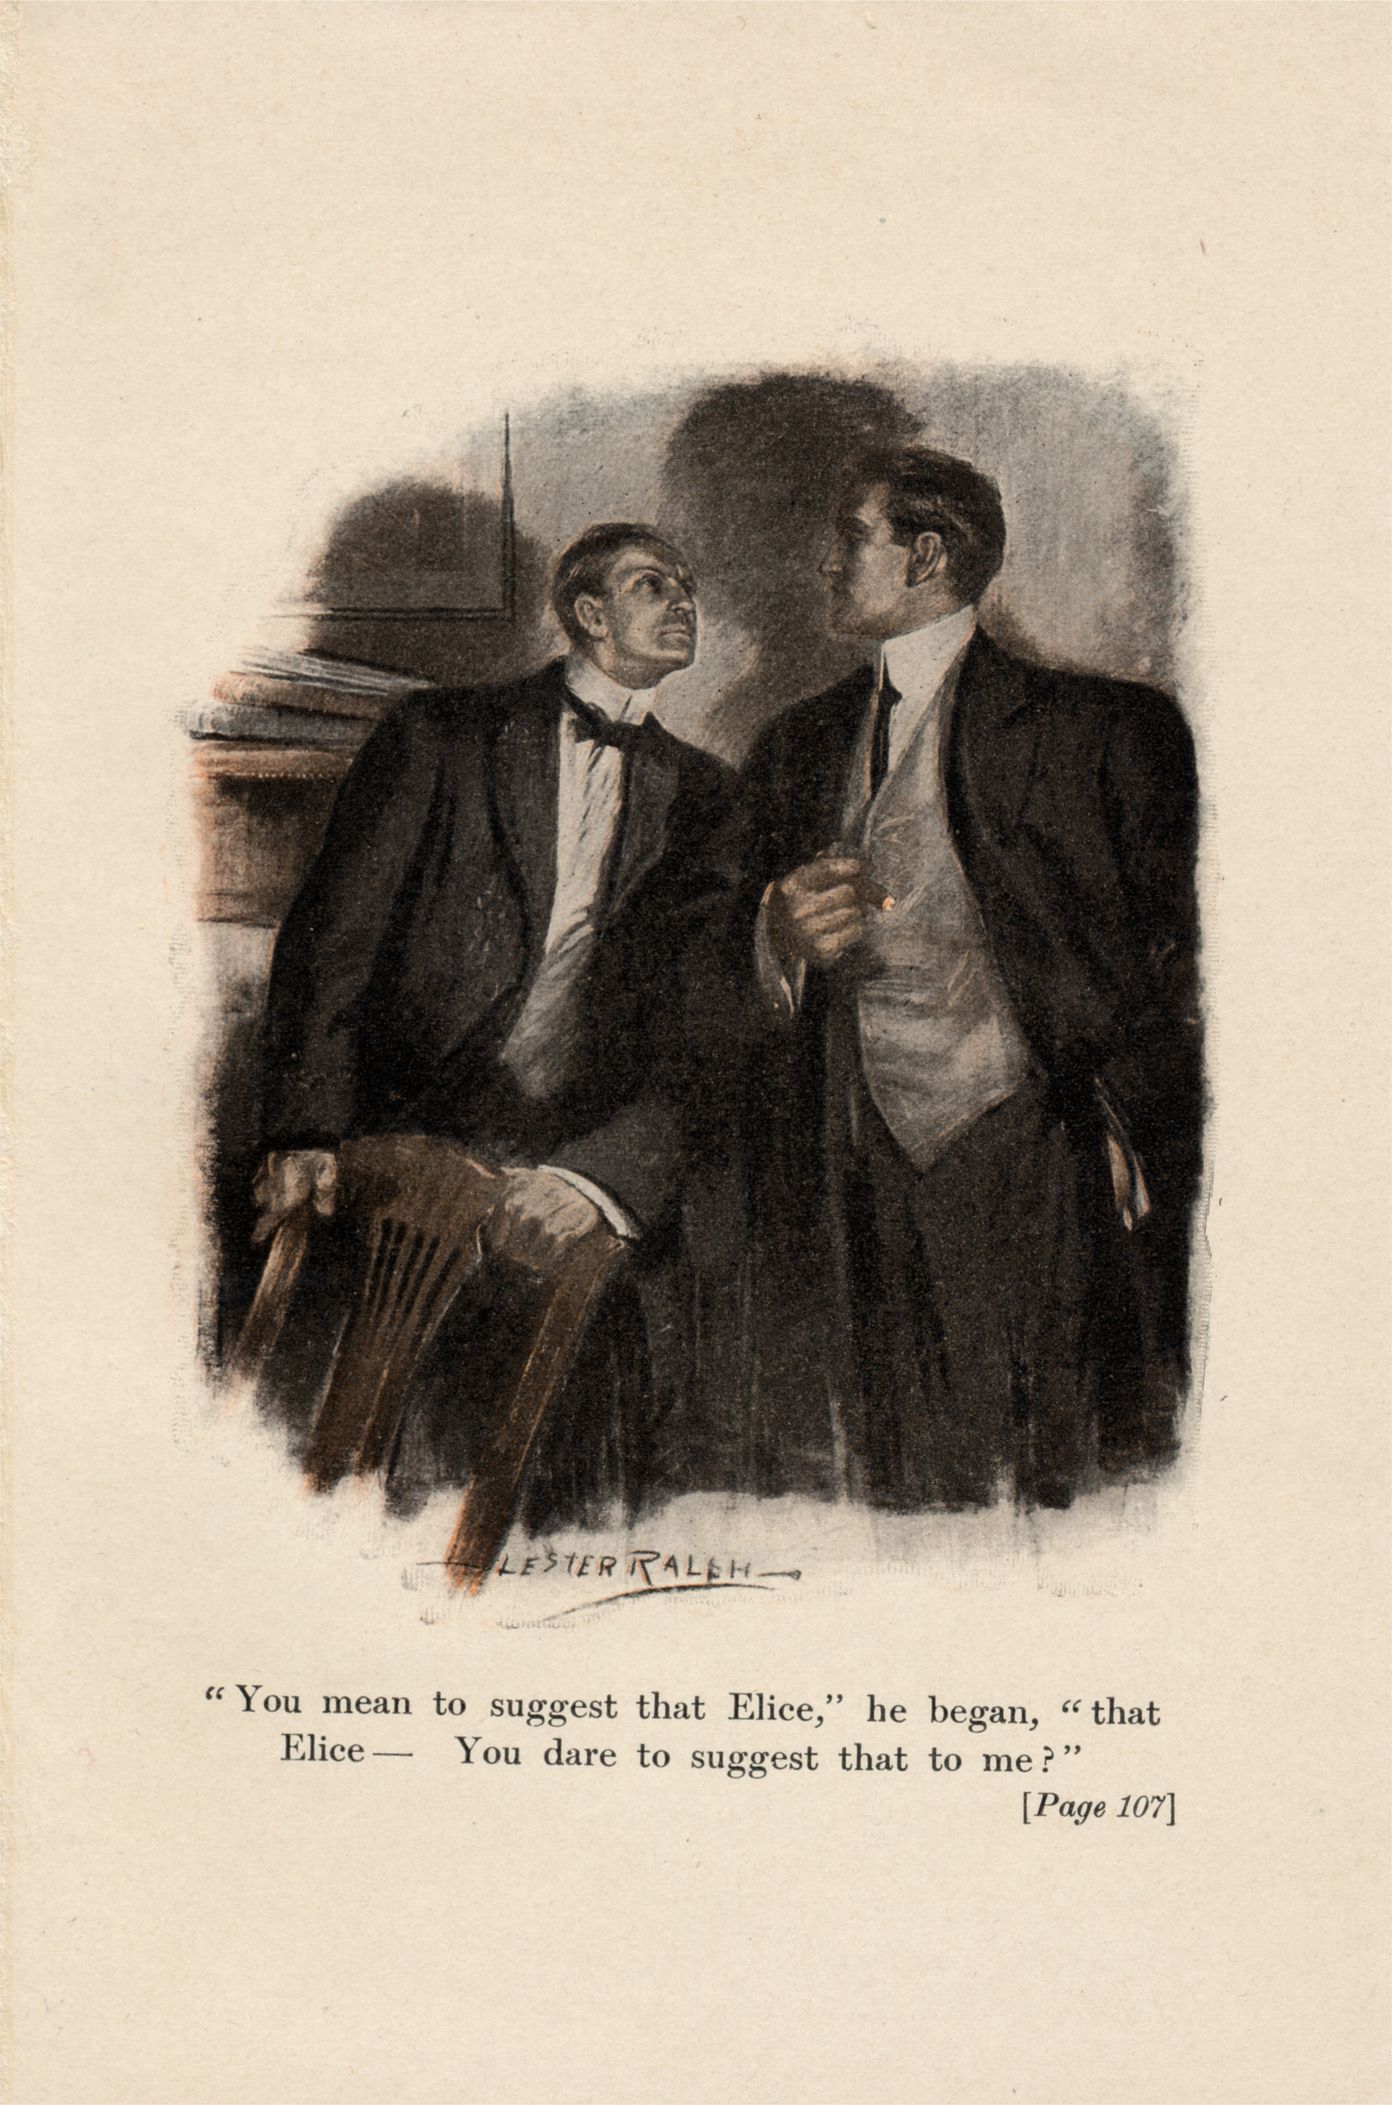 LESTER RALPH
“You mean to suggest that Elice,” he began, “that
Elice— You dare to suggest that to me?”
[Page 107]